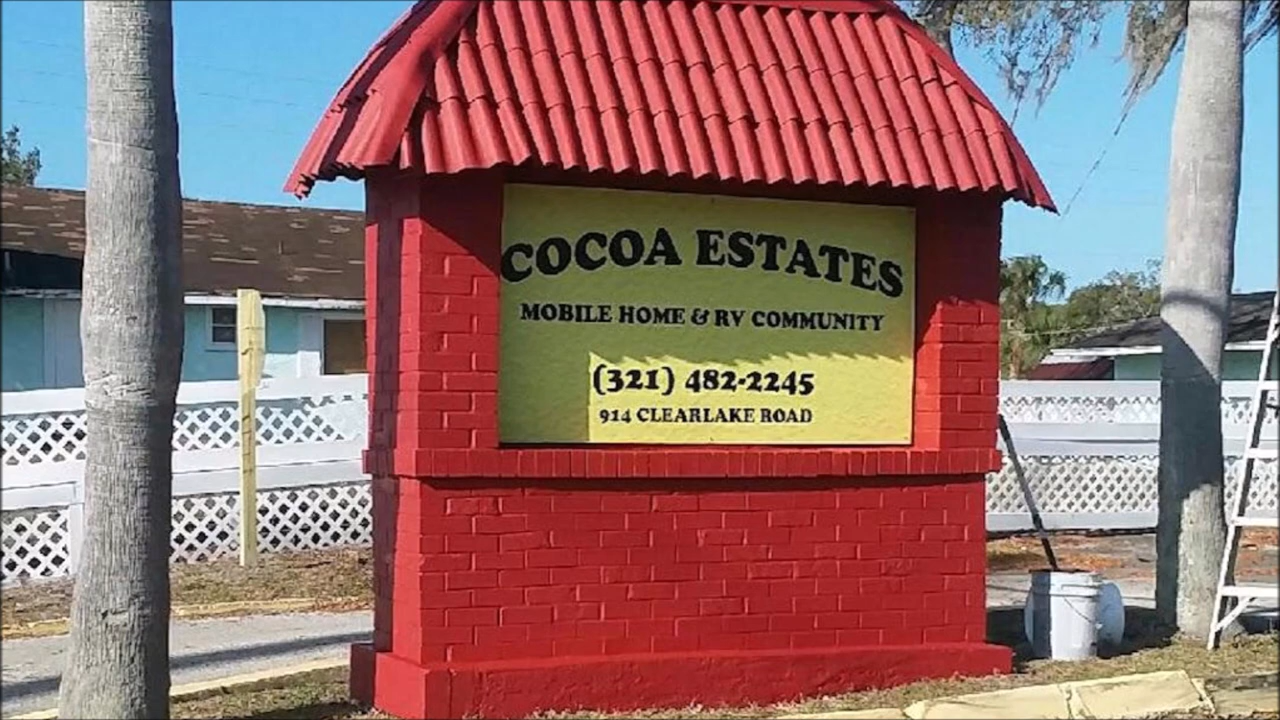 COCOA ESTATES
MOBILE HOME & RV COMMUNITY
(321) 482-2245
914 CLEARLAKE ROAD